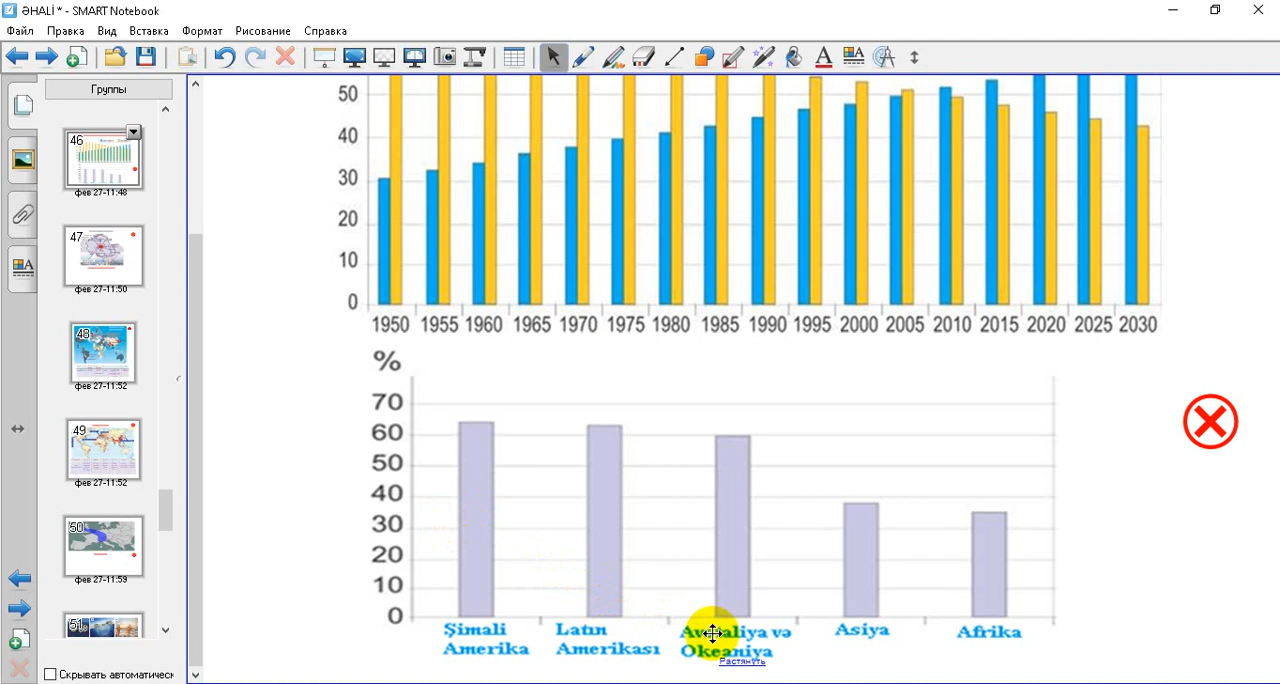 ƏHALİ * - SMART Notebook
Файл Правка Вид Вставка Формат Рисование Справка
Группы
46
фев 27-11:48
47
фев 27-11:50
48
фев 27-11:52
49
фев 27-11:52
50
фев 27-11:59
51
Скрывать автоматическ
50
40
30
20
10
0
1950 1955 1960 1965 1970 1975 1980 1985 1990 1995 2000 2005 2010 2015 2020 2025 2030
%
70
60
50
40
30
20
10
0
Şimali Amerika
Latın Amerikası
və Okeaniya
Asiya
Afrika
Растянуть